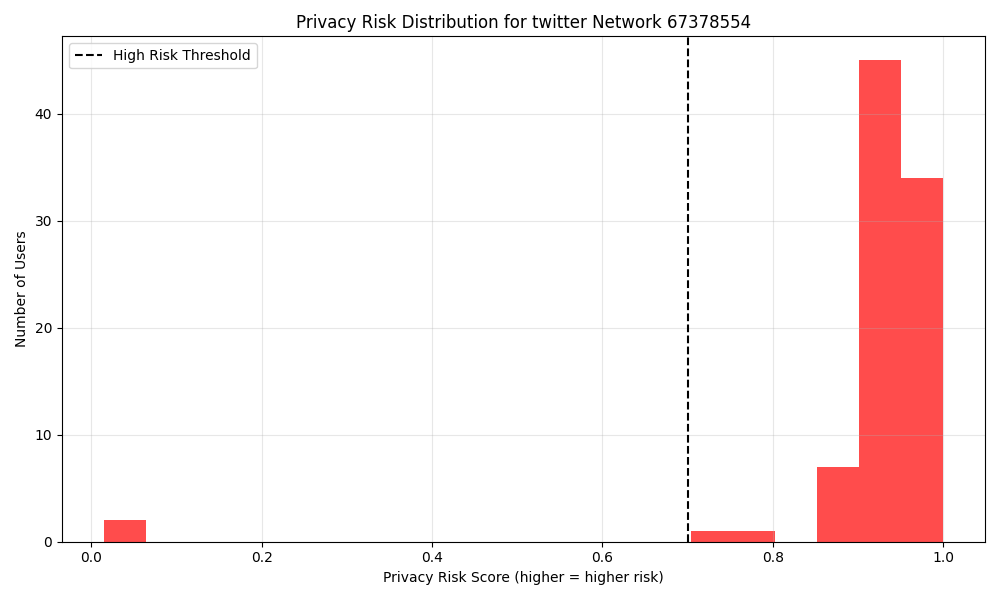 Privacy Risk Distribution for twitter Network 67378554
High Risk Threshold
Number of Users
40
30
20
10
0
0.0 0.2 0.4 0.6 0.8 1.0
Privacy Risk Score (higher = higher risk)